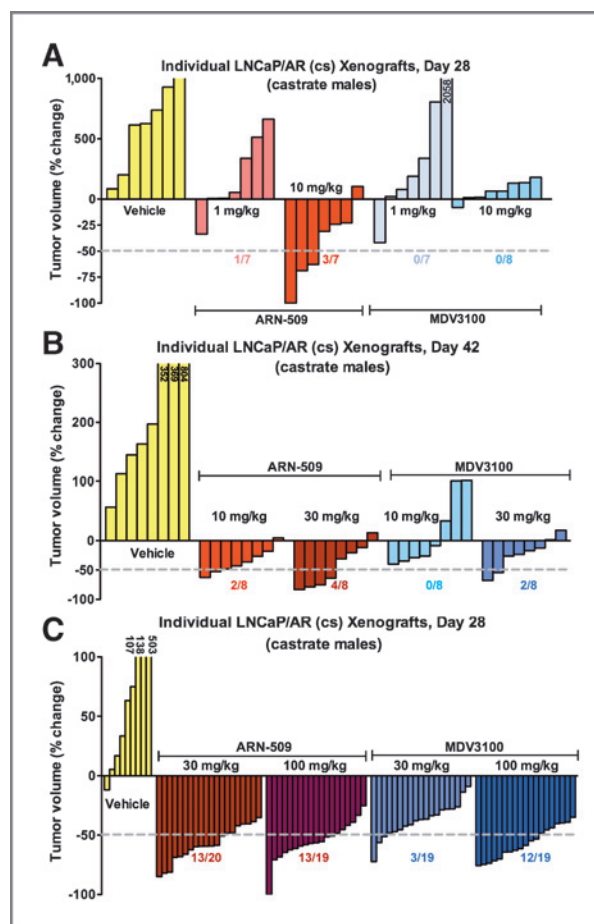 A
Individual LNCaP/AR (cs) Xenografts, Day 28
(castrate males)
Tumor volume (% change)
1,000
500
0
-25
-50
-75
-100
2058
Vehicle
1 mg/kg
10 mg/kg
1 mg/kg
10 mg/kg
1/7
3/7
0/7
0/8
ARN-509
MDV3100
B
Individual LNCaP/AR (cs) Xenografts, Day 42
(castrate males)
Tumor volume (% change)
300
200
100
0
-50
-100
352
369
804
ARN-509
MDV3100
10 mg/kg
30 mg/kg
10 mg/kg
30 mg/kg
Vehicle
2/8
4/8
0/8
2/8
C
Individual LNCaP/AR (cs) Xenografts, Day 28
(castrate males)
Tumor volume (% change)
100
50
0
-50
-100
107
138
503
ARN-509
MDV3100
30 mg/kg
100 mg/kg
30 mg/kg
100 mg/kg
Vehicle
13/20
13/19
3/19
12/19